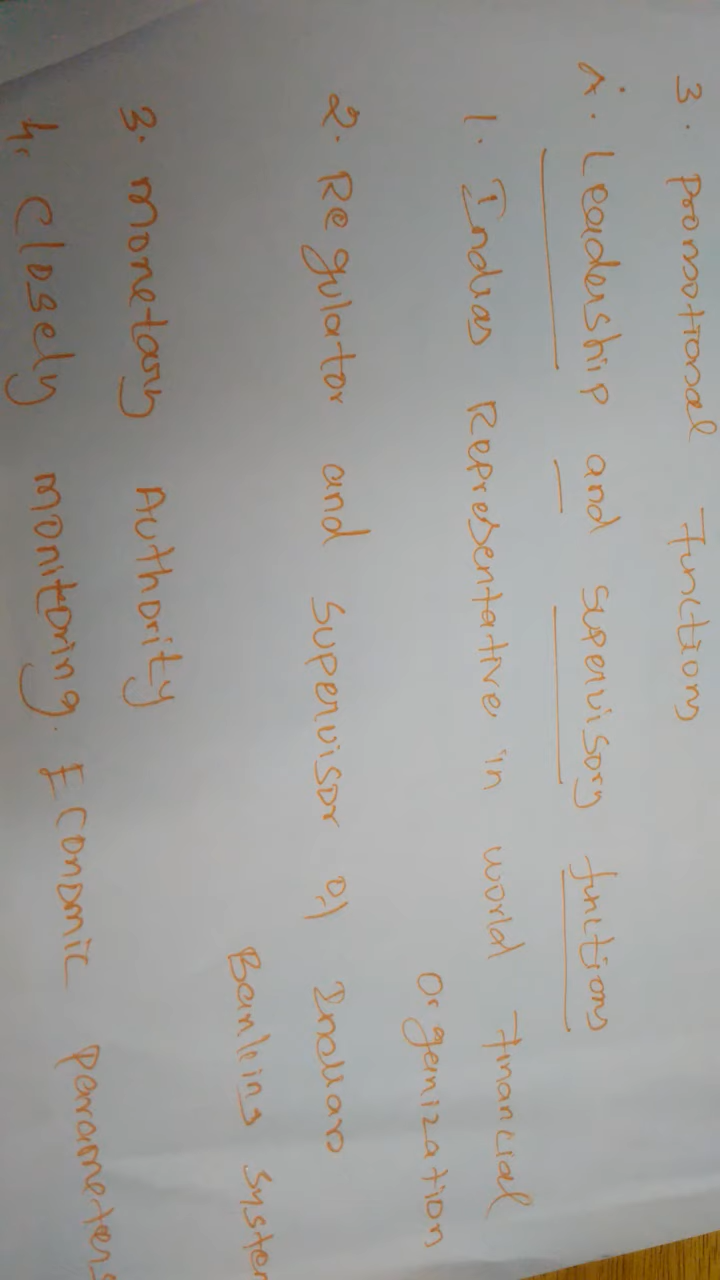 3. Promotional Functions
i. Leadership and supervisory functions
1. Indias Representative in world Financial
Organization
2. Regulator and Supervisor of Indian
Banking System
3. Monetary Authority
4. Closely monitoring Economic Parameters